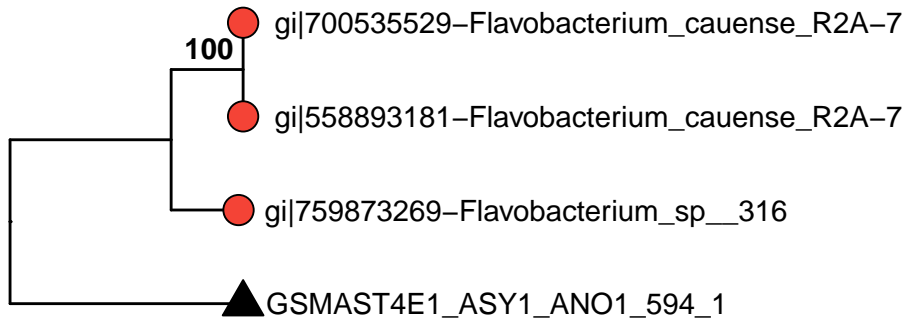 gi|700535529−Flavobacterium_cauense_R2A−7
100
gi|558893181−Flavobacterium_cauense_R2A−7
gi|759873269−Flavobacterium_sp__316
GSMAST4E1_ASY1_ANO1_594_1